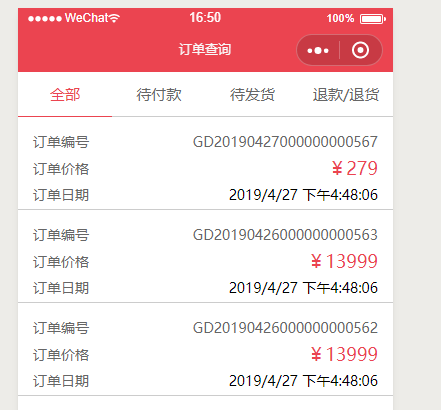 WeChat 16:50 100%
订单查询
全部 待付款 待发货 退款/退货
订单编号 GD20190427000000000567
订单价格 ￥279
订单日期 2019/4/27 下午4:48:06
订单编号 GD20190426000000000563
订单价格 ￥13999
订单日期 2019/4/27 下午4:48:06
订单编号 GD20190426000000000562
订单价格 ￥13999
订单日期 2019/4/27 下午4:48:06